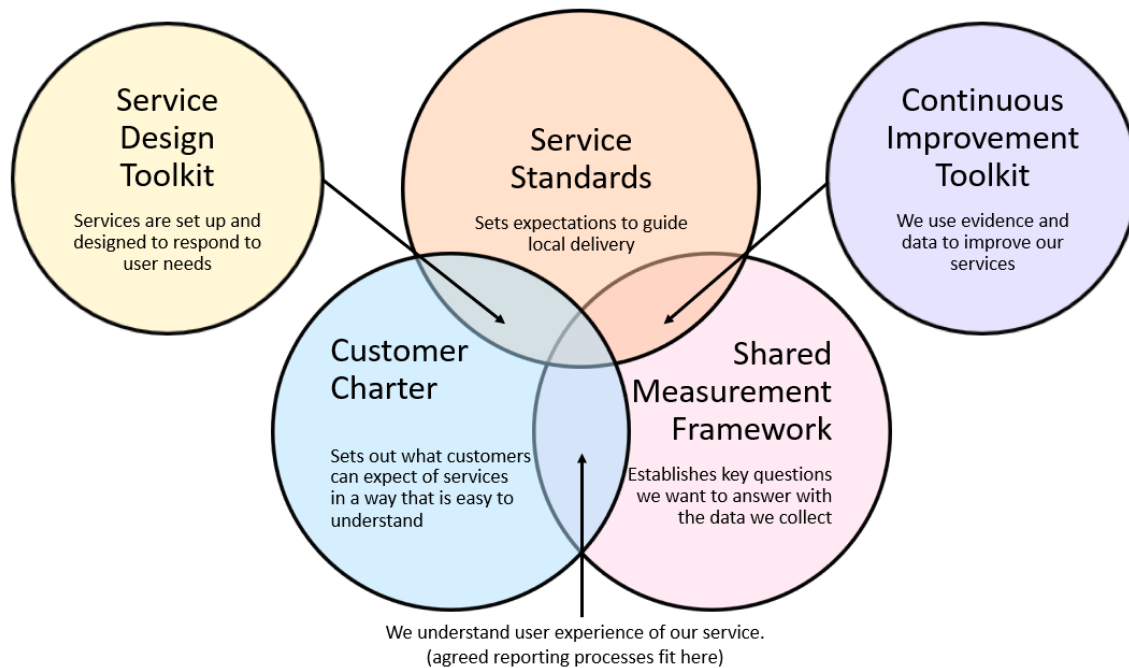 Service
Design
Toolkit
Services are set up and
designed to respond to
user needs
Service
Standards
Sets expectations to guide
local delivery
Continuous
Improvement
Toolkit
We use evidence and
data to improve our
services
Customer
Charter
Sets out what customers
can expect of services
in a way that is easy to
understand
Shared
Measurement
Framework
Establishes key questions
we want to answer with
the data we collect
We understand user experience of our service.
(agreed reporting processes fit here)